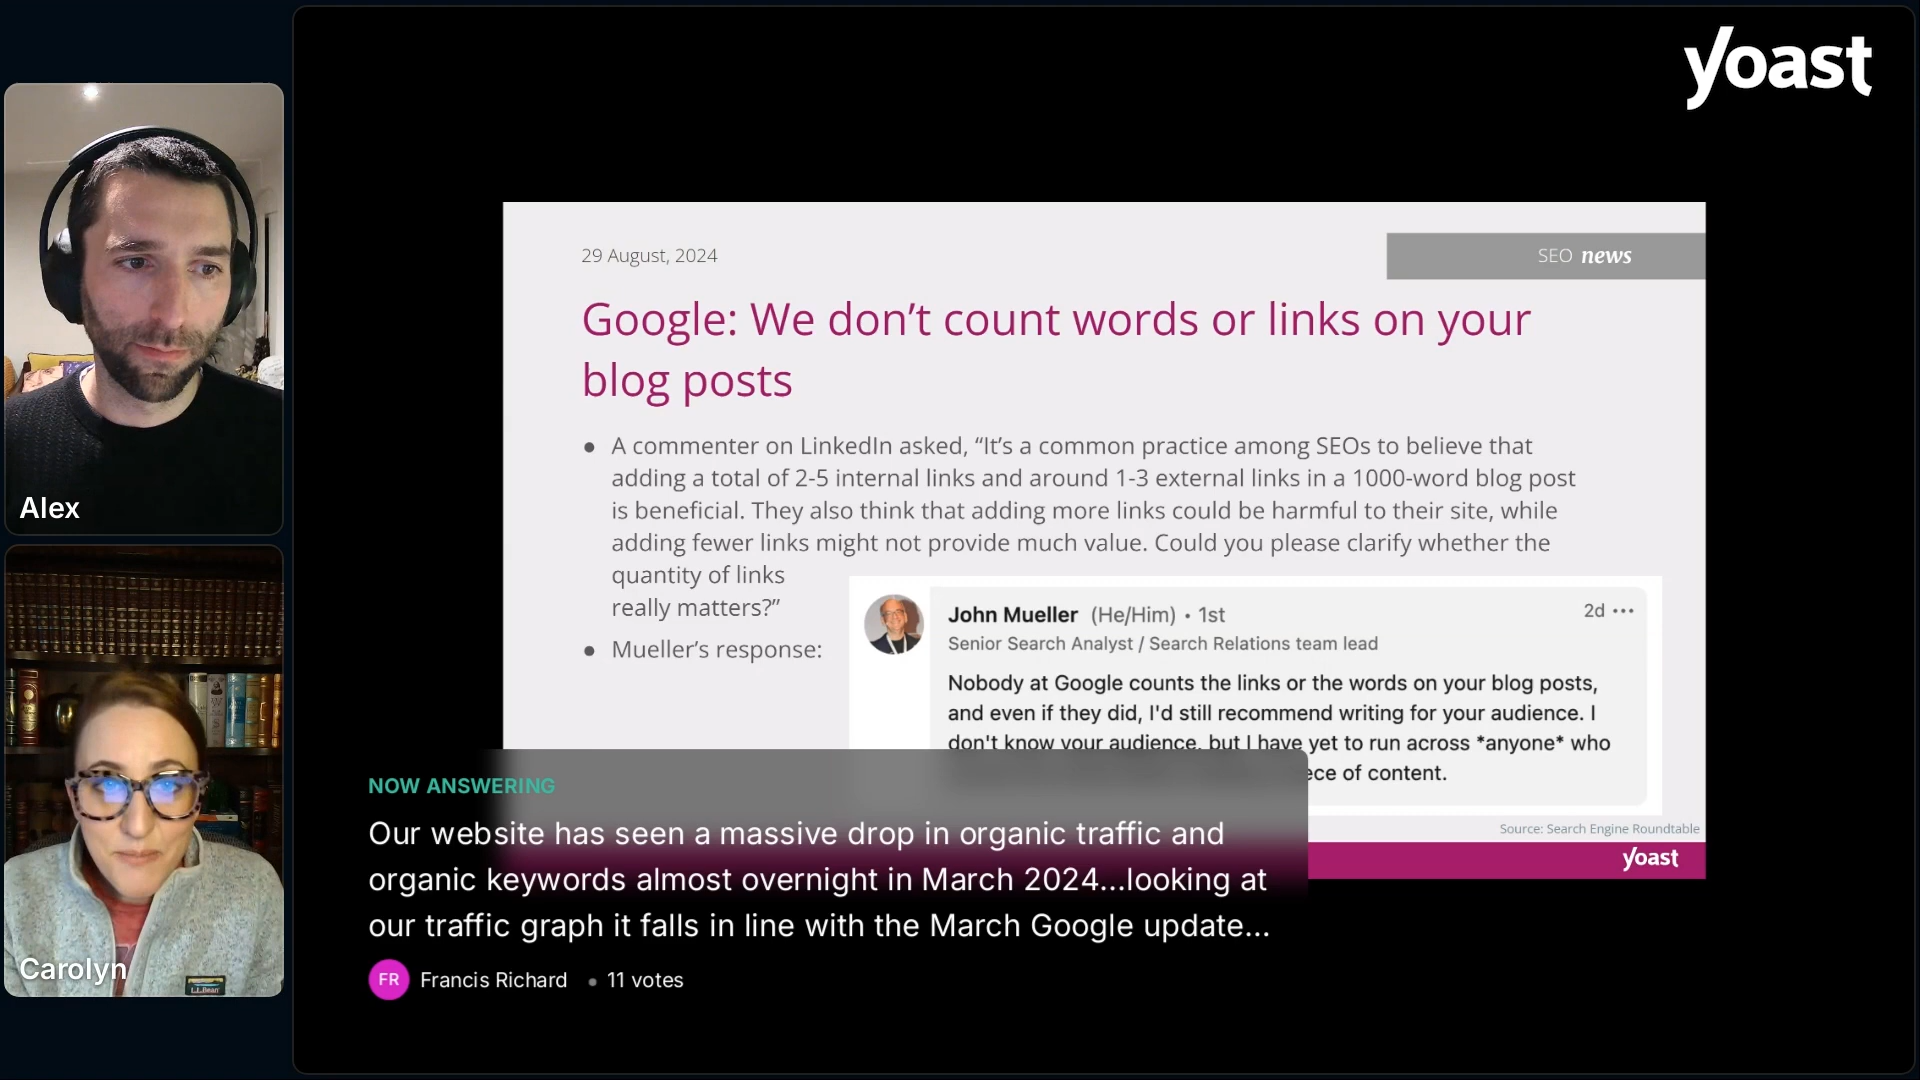 yoast
Alex
Carolyn
L.L.Bean
29 August, 2024
SEO news
Google: We don’t count words or links on your
blog posts
● A commenter on LinkedIn asked, “It’s a common practice among SEOs to believe that
adding a total of 2-5 internal links and around 1-3 external links in a 1000-word blog post
is beneficial. They also think that adding more links could be harmful to their site, while
adding fewer links might not provide much value. Could you please clarify whether the
quantity of links
really matters?”
● Mueller’s response:
John Mueller (He/Him) • 1st
2d •••
Senior Search Analyst / Search Relations team lead
Nobody at Google counts the links or the words on your blog posts,
and even if they did, I'd still recommend writing for your audience. I
don't know your audience, but I have yet to run across *anyone* who
ece of content.
Source: Search Engine Roundtable
yoast
NOW ANSWERING
Our website has seen a massive drop in organic traffic and
organic keywords almost overnight in March 2024...looking at
our traffic graph it falls in line with the March Google update...
FR Francis Richard • 11 votes